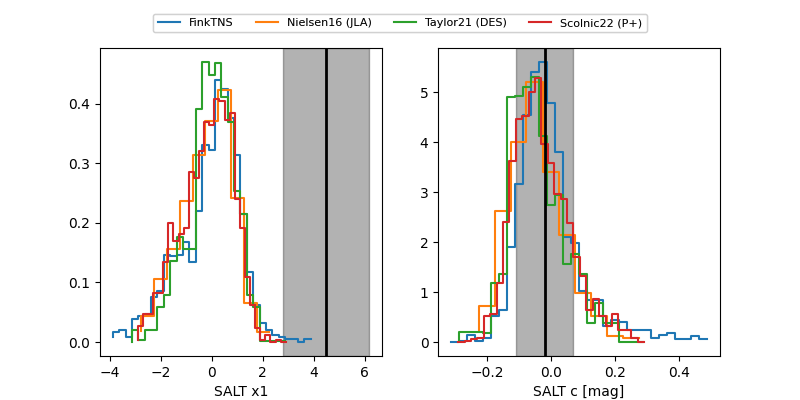 FinkTNS Nielsen16 (JLA) Taylor21 (DES) Scolnic22 (P+)
0.4
0.3
0.2
0.1
0.0
−4 −2 0 2 4 6
SALT x1
5
4
3
2
1
0
−0.2 0.0 0.2 0.4
SALT c [mag]